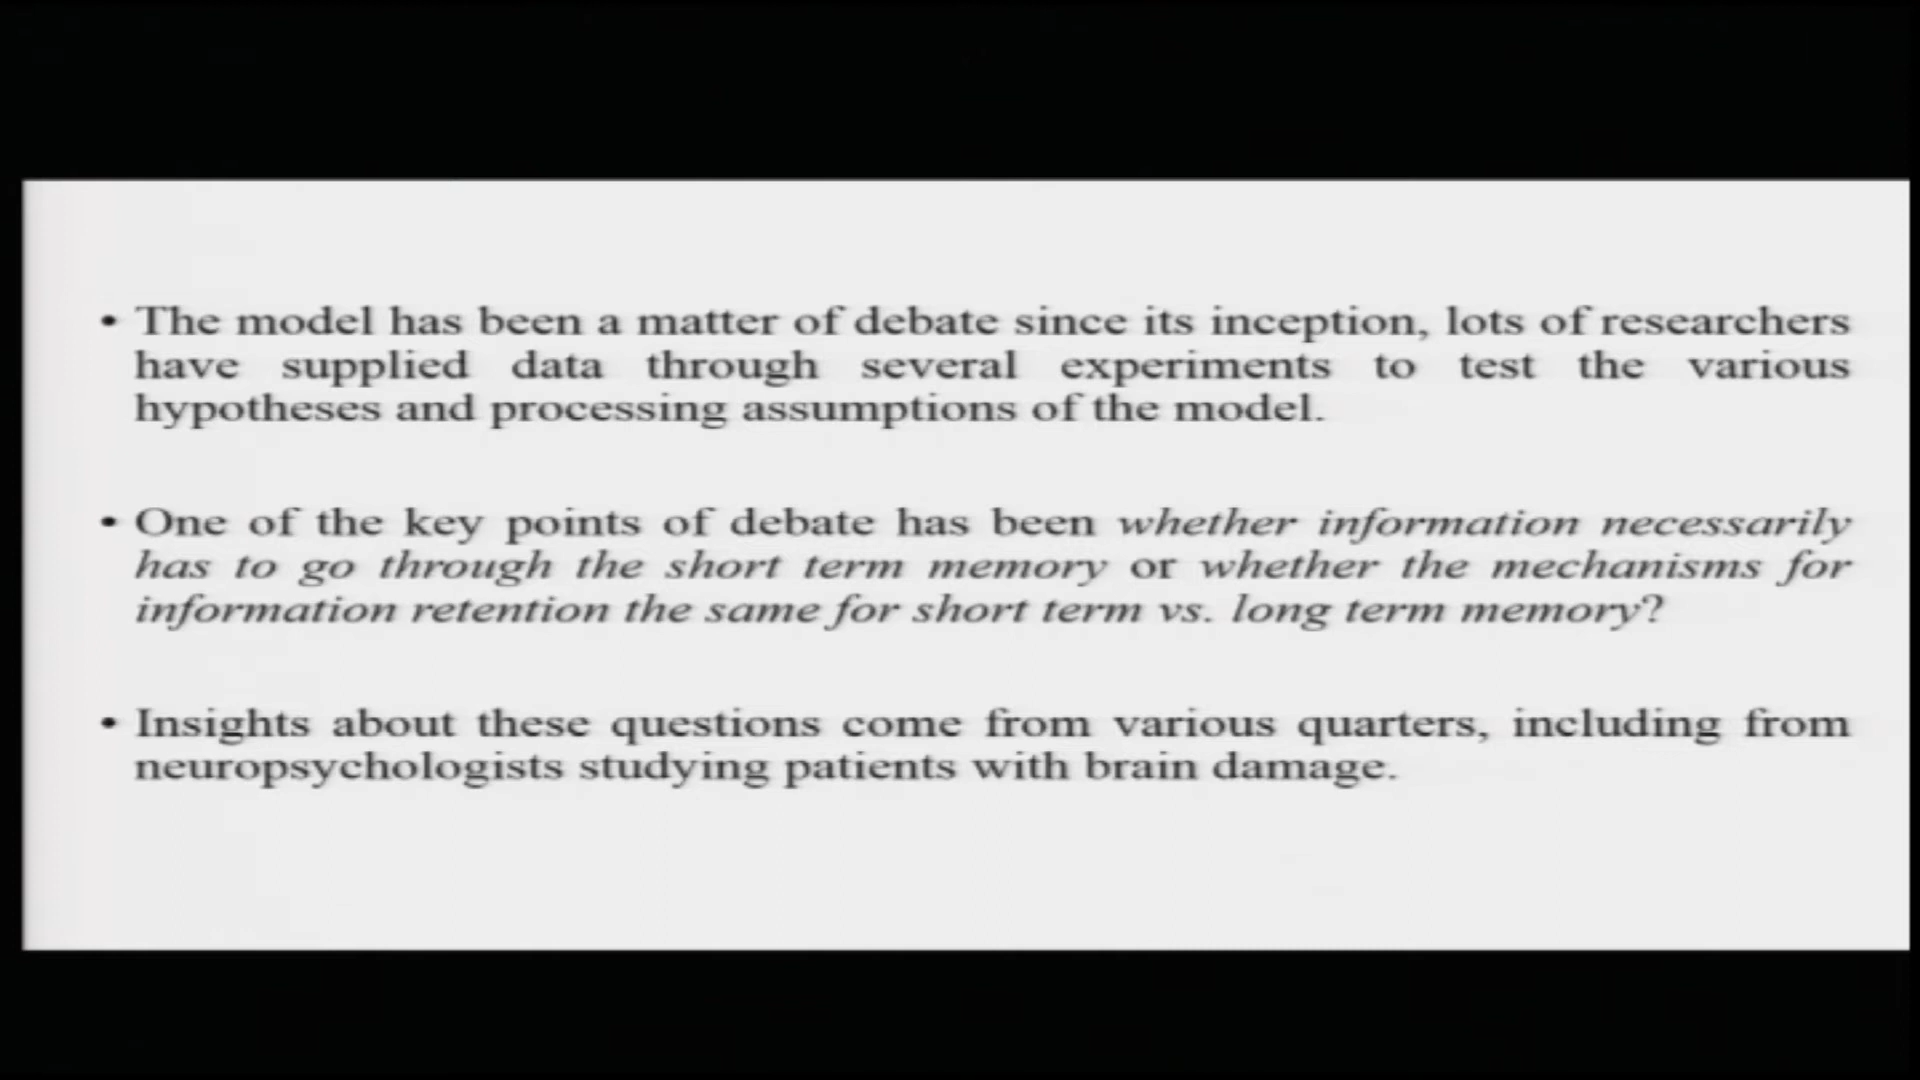 • The model has been a matter of debate since its inception, lots of researchers
have supplied data through several experiments to test the various
hypotheses and processing assumptions of the model.
• One of the key points of debate has been whether information necessarily
has to go through the short term memory or whether the mechanisms for
information retention the same for short term vs. long term memory?
• Insights about these questions come from various quarters, including from
neuropsychologists studying patients with brain damage.